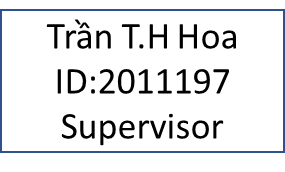 Trần T.H Hoa
ID:2011197
Supervisor